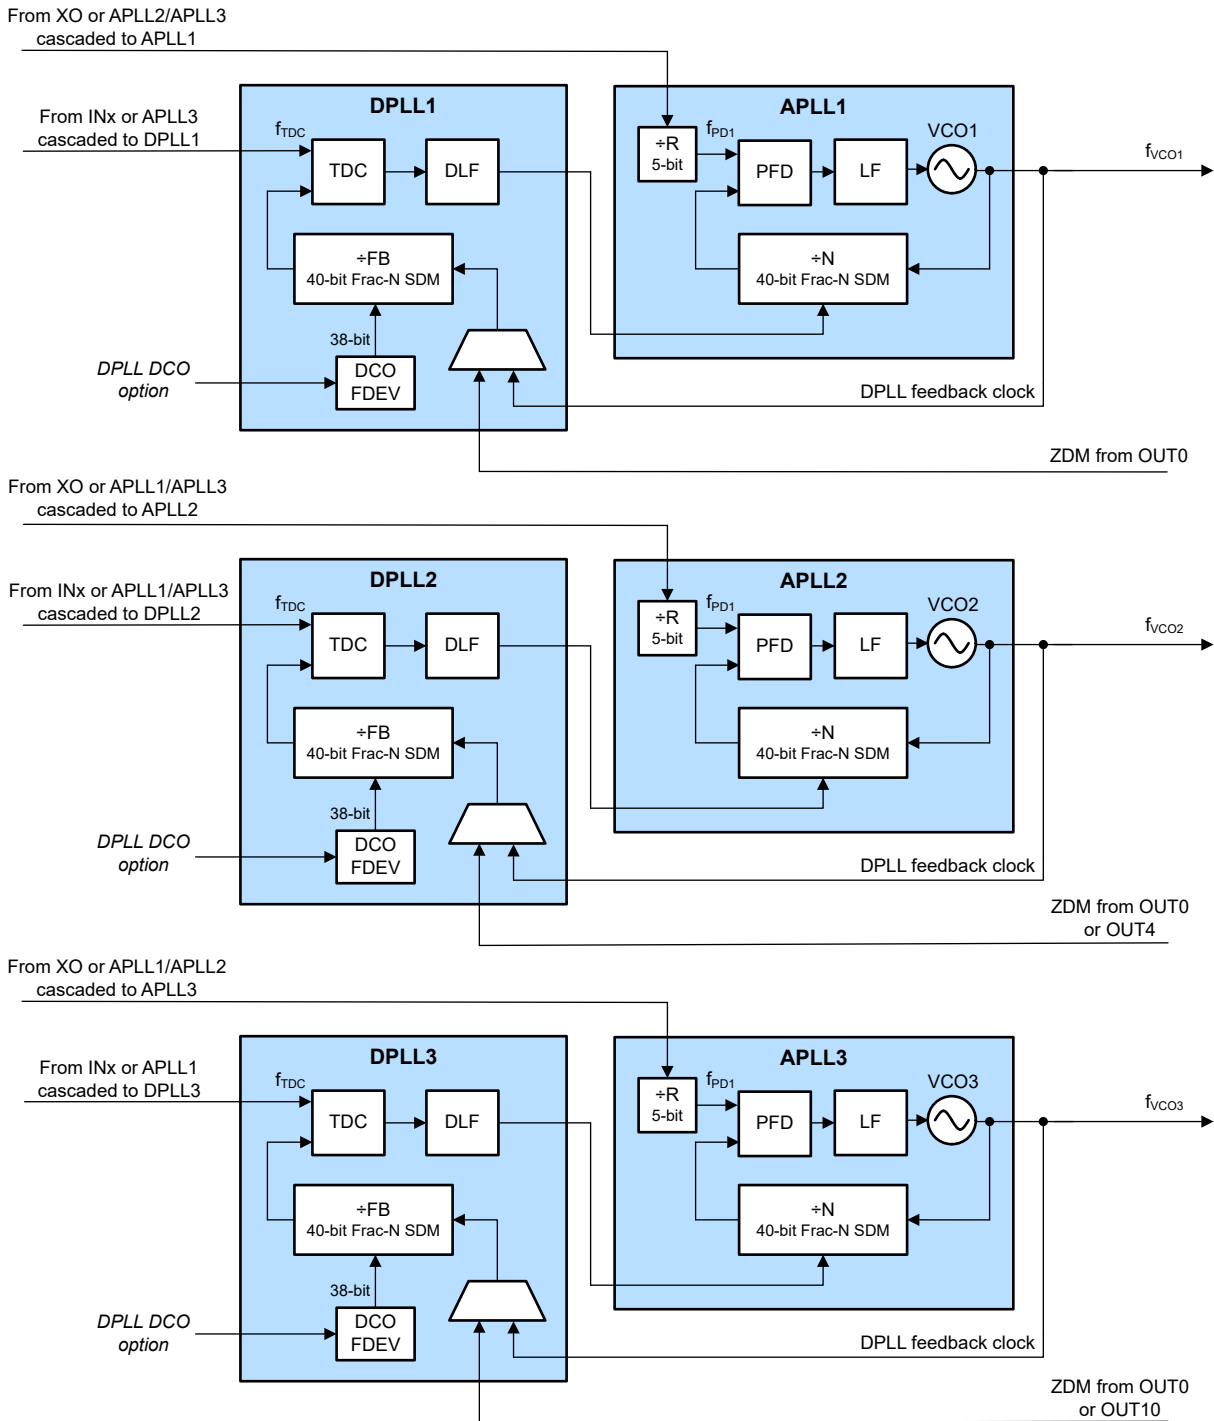 From XO or APLL2/APLL3
cascaded to APLL1
DPLL1
APLL1
From INx or APLL3
cascaded to DPLL1
fTDC
TDC
DLF
÷R
5-bit
fPD1
PFD
LF
VCO1
fVCO1
÷FB
40-bit Frac-N SDM
÷N
40-bit Frac-N SDM
38-bit
DPLL DCO
option
DCO
FDEV
DPLL feedback clock
ZDM from OUT0
From XO or APLL1/APLL3
cascaded to APLL2
DPLL2
APLL2
From INx or APLL1/APLL3
cascaded to DPLL2
fTDC
TDC
DLF
÷R
5-bit
fPD1
PFD
LF
VCO2
fVCO2
÷FB
40-bit Frac-N SDM
÷N
40-bit Frac-N SDM
38-bit
DPLL DCO
option
DCO
FDEV
DPLL feedback clock
ZDM from OUT0
or OUT4
From XO or APLL1/APLL2
cascaded to APLL3
DPLL3
APLL3
From INx or APLL1
cascaded to DPLL3
fTDC
TDC
DLF
÷R
5-bit
fPD1
PFD
LF
VCO3
fVCO3
÷FB
40-bit Frac-N SDM
÷N
40-bit Frac-N SDM
38-bit
DPLL DCO
option
DCO
FDEV
DPLL feedback clock
ZDM from OUT0
or OUT10